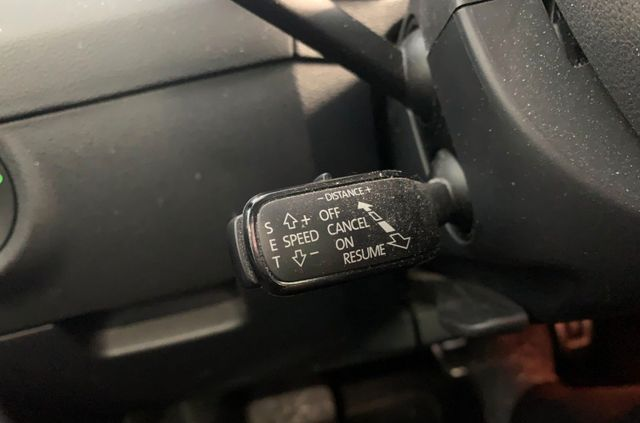 - DISTANCE +
S + OFF
E SPEED CANCEL
T - ON
RESUME